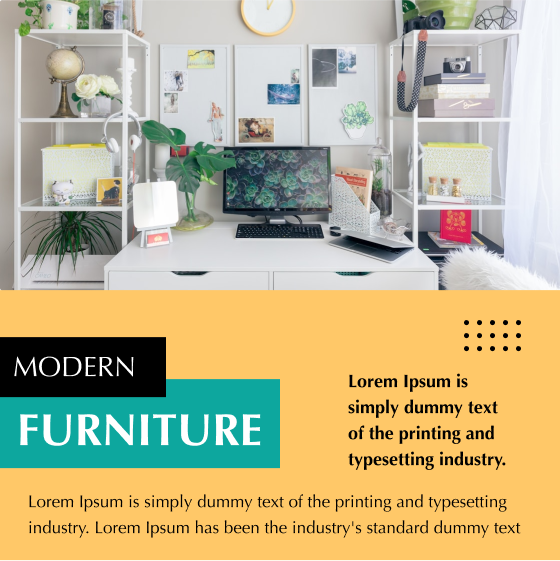 MODERN
FURNITURE
Lorem Ipsum is
simply dummy text
of the printing and
typesetting industry.
Lorem Ipsum is simply dummy text of the printing and typesetting
industry. Lorem Ipsum has been the industry's standard dummy text